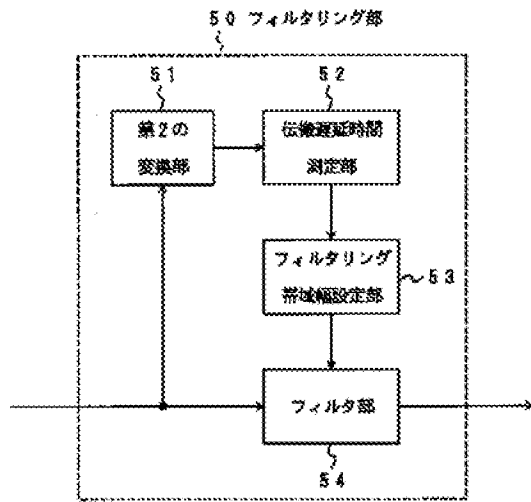 50 フィルタリング部
51
52
第2の
変換部
伝搬遅延時間
測定部
フィルタリング
帯域幅設定部
53
フィルタ部
54